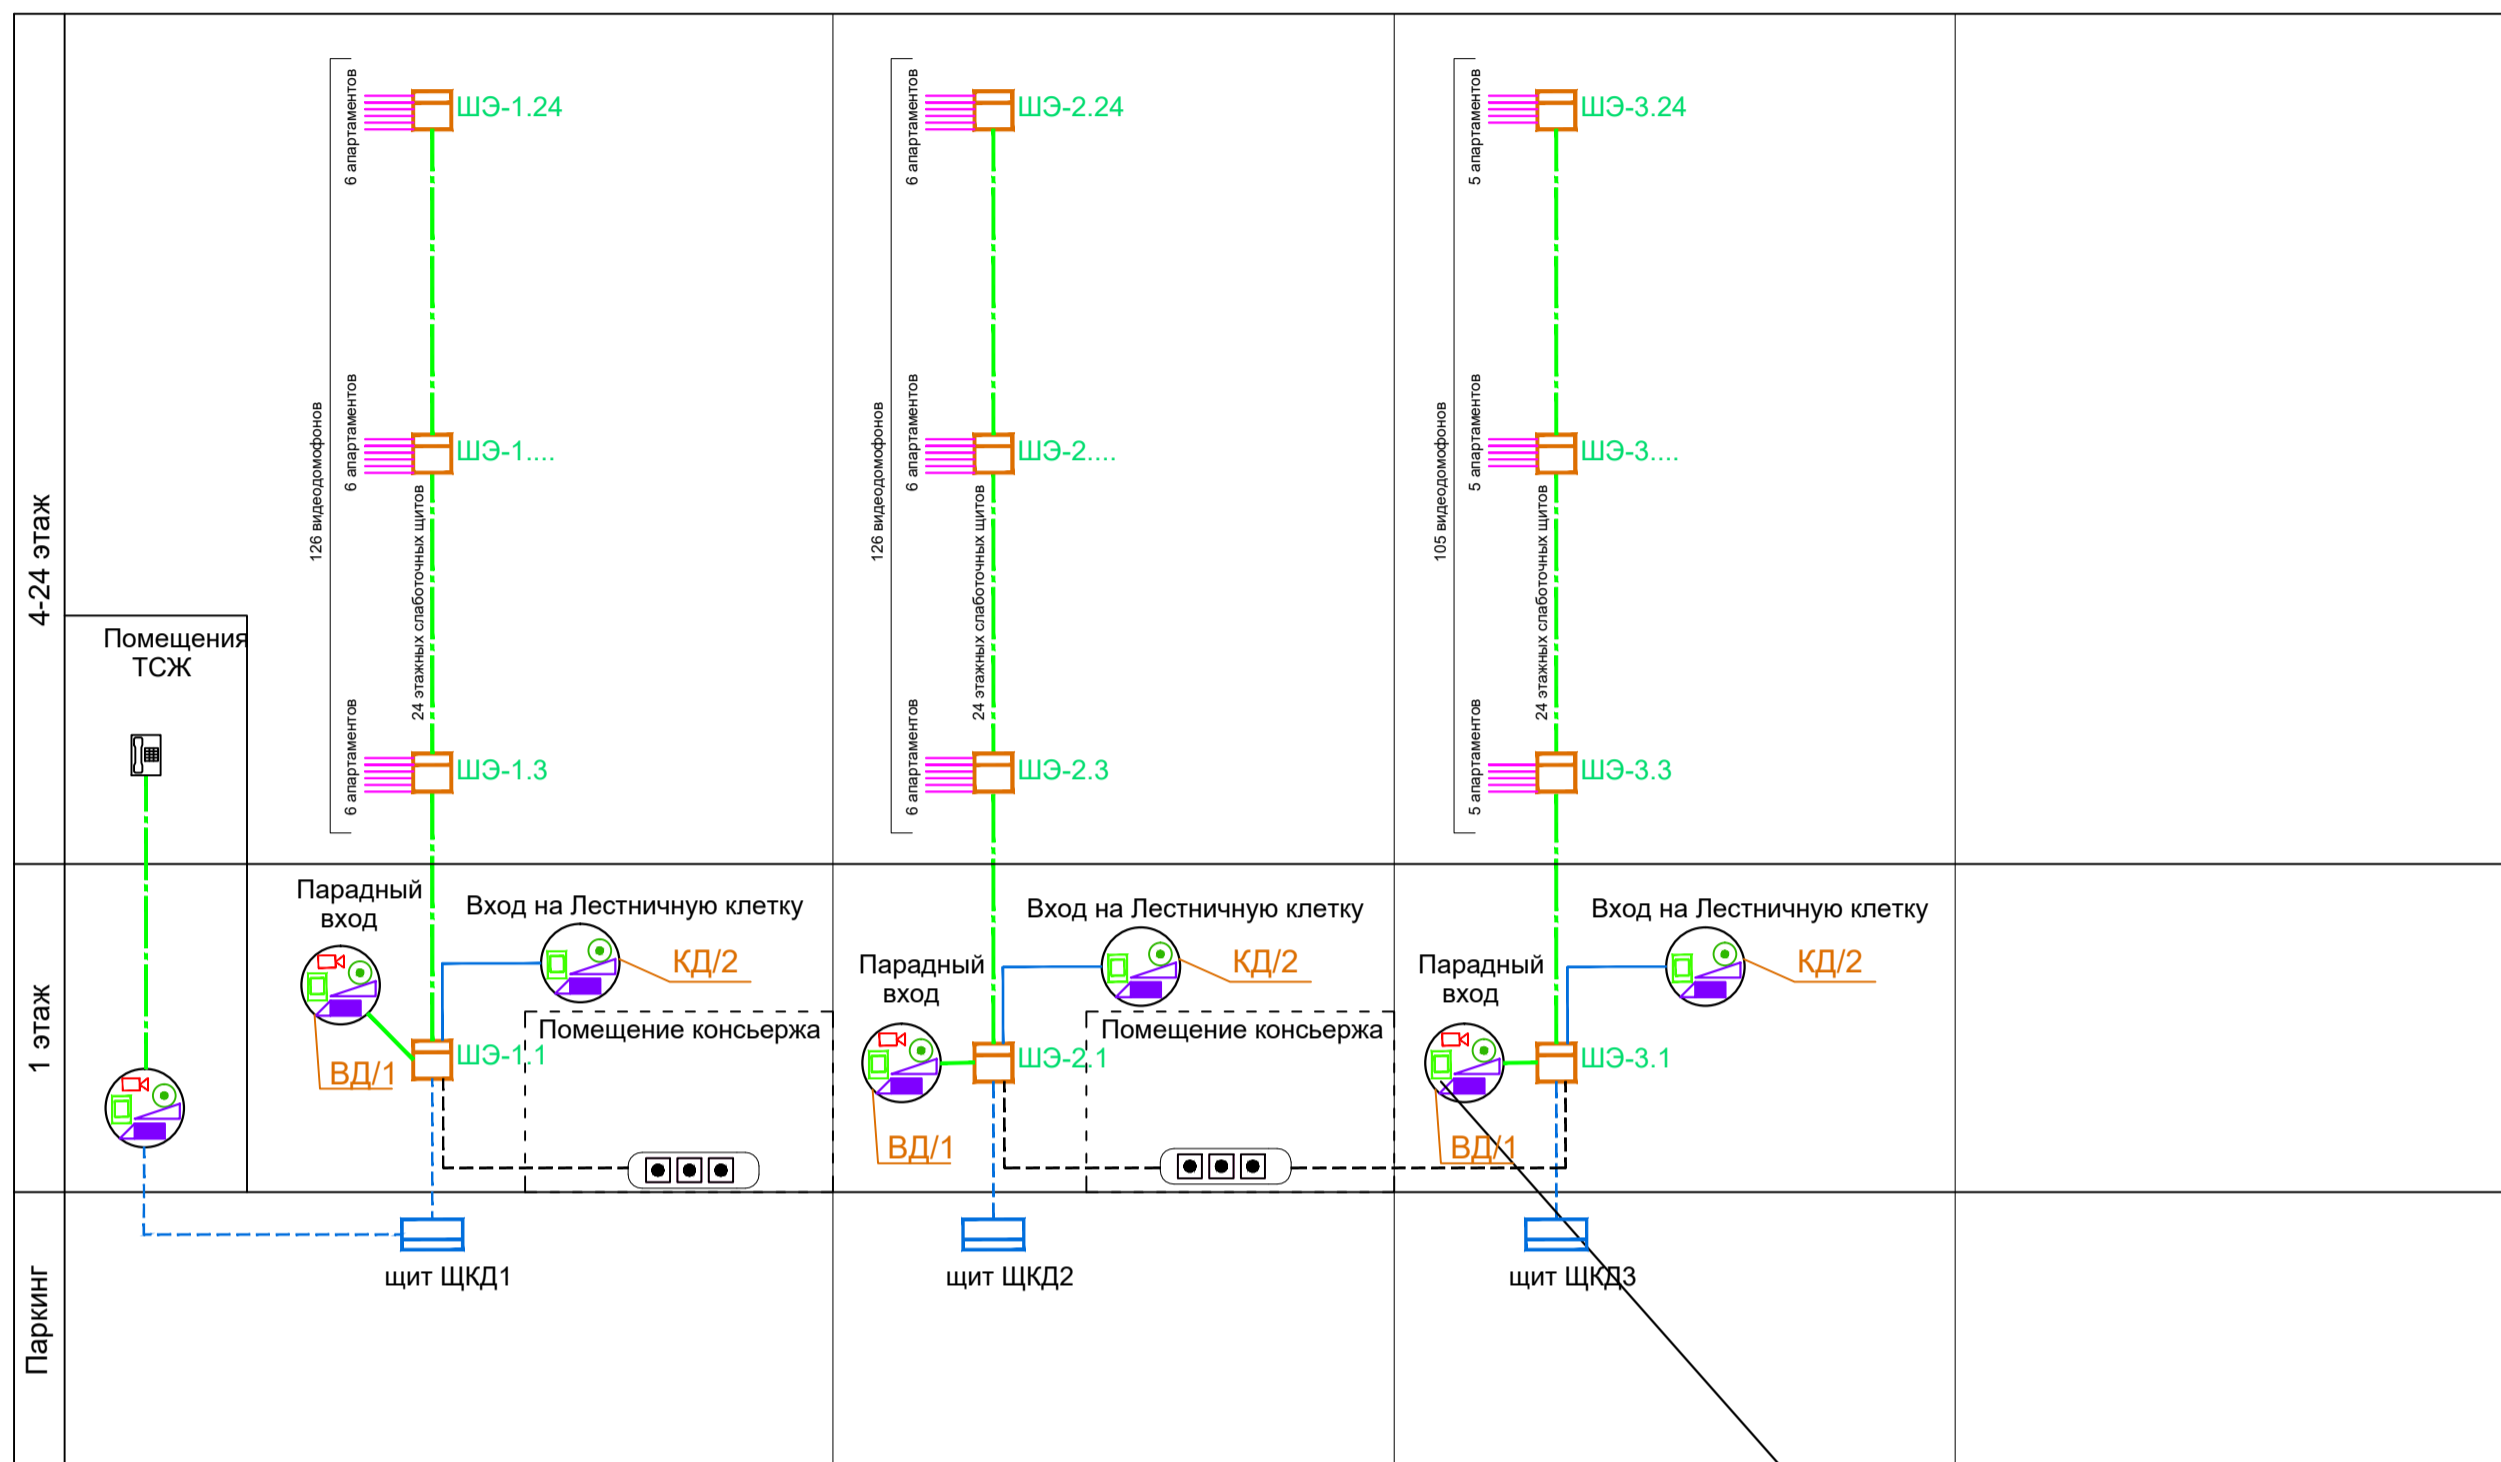 4-24 этаж
1 этаж
Паркинг
Помещения
ТСЖ
126 видеодомофонов
6 апартаментов
ШЭ-1.24
6 апартаментов
ШЭ-1....
24 этажных слаботочных щитов
6 апартаментов
ШЭ-1.3
126 видеодомофонов
6 апартаментов
ШЭ-2.24
6 апартаментов
ШЭ-2....
24 этажных слаботочных щитов
6 апартаментов
ШЭ-2.3
105 видеодомофонов
5 апартаментов
ШЭ-3.24
5 апартаментов
ШЭ-3....
24 этажных слаботочных щитов
5 апартаментов
ШЭ-3.3
Парадный
вход
Вход на Лестничную клетку
КД/2
Помещение консьержа
ШЭ-1.1
ВД/1
Парадный
вход
Вход на Лестничную клетку
КД/2
Помещение консьержа
ШЭ-2.1
ВД/1
Парадный
вход
Вход на Лестничную клетку
КД/2
ШЭ-3.1
ВД/1
щит ЩКД1
щит ЩКД2
щит ЩКД3